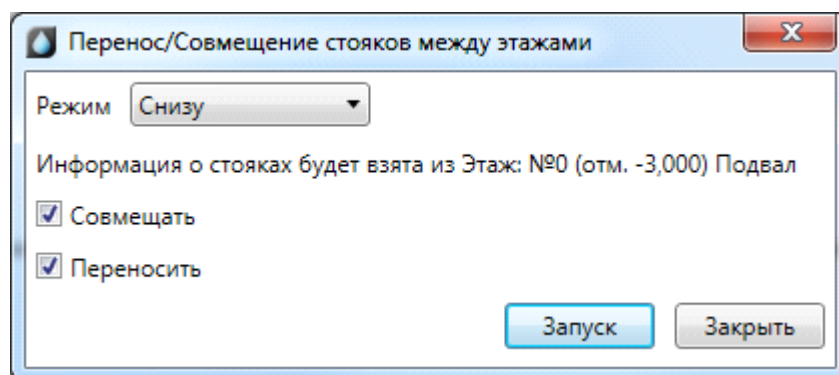 Перенос/Совмещение стояков между этажами
Режим Снизу
Информация о стояках будет взята из Этаж: №0 (отм. -3,000) Подвал
Совмещать
Переносить
Запуск Закрыть